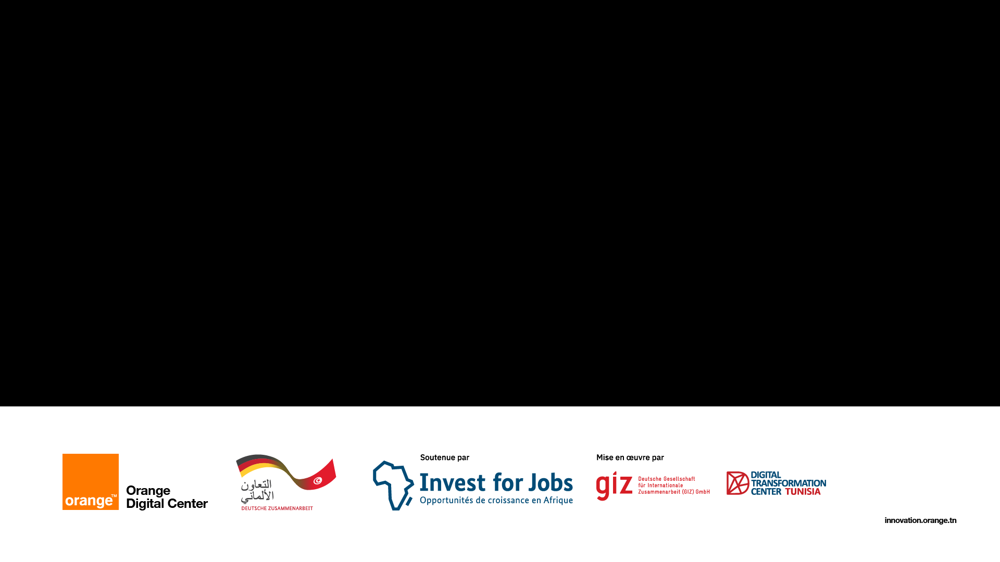 orange™
Orange
Digital Center
التعاون
الألماني
DEUTSCHE ZUSAMMENARBEIT
Soutenue par
Invest for Jobs
Opportunités de croissance en Afrique
Mise en œuvre par
giz
Deutsche Gesellschaft
für Internationale
Zusammenarbeit (GIZ) GmbH
DIGITAL
TRANSFORMATION
CENTER TUNISIA
innovation.orange.tn